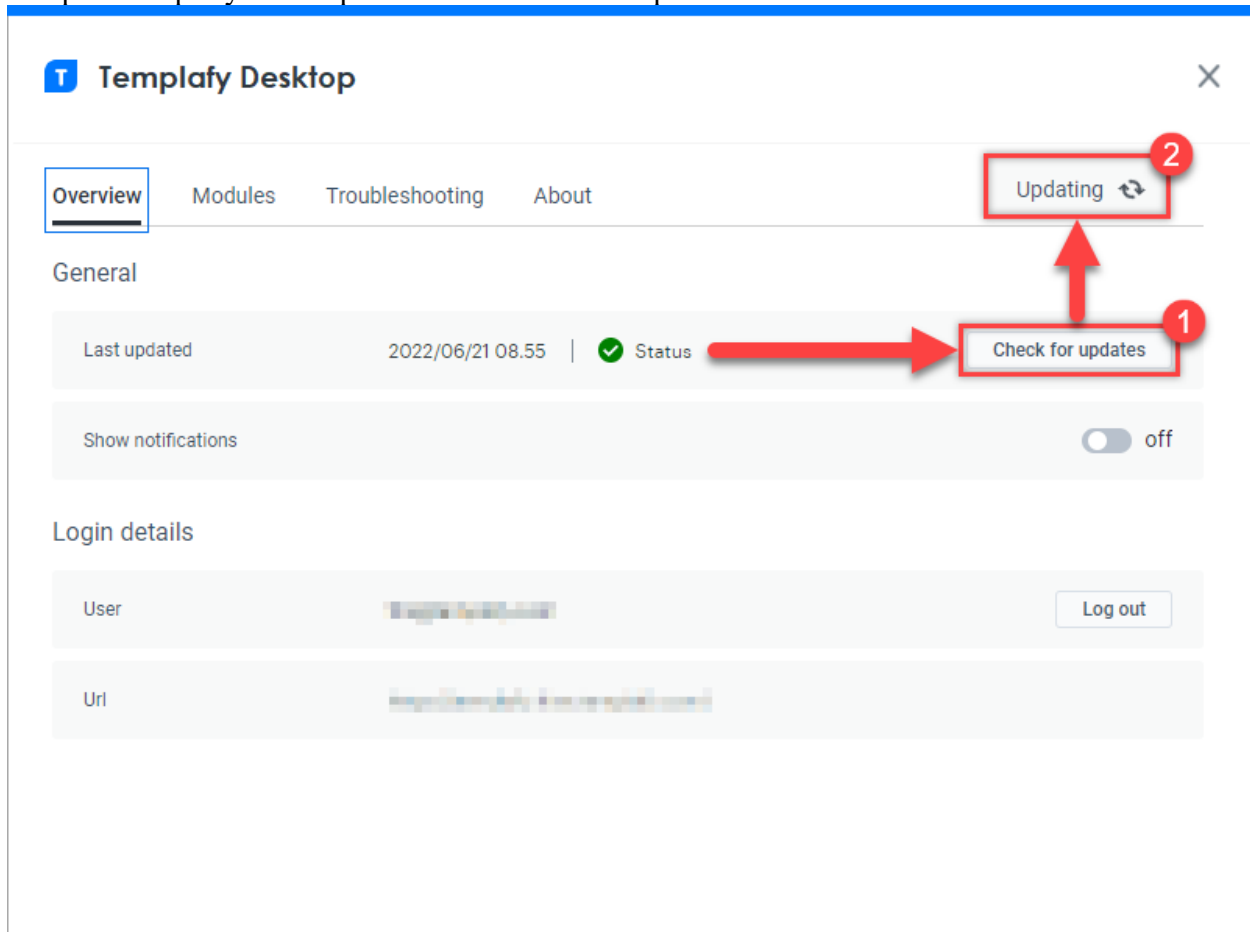 T Templafy Desktop
2
Overview Modules Troubleshooting About Updating
General
1
Last updated 2022/06/21 08.55 | Status Check for updates
Show notifications off
Login details
User Log out
Url